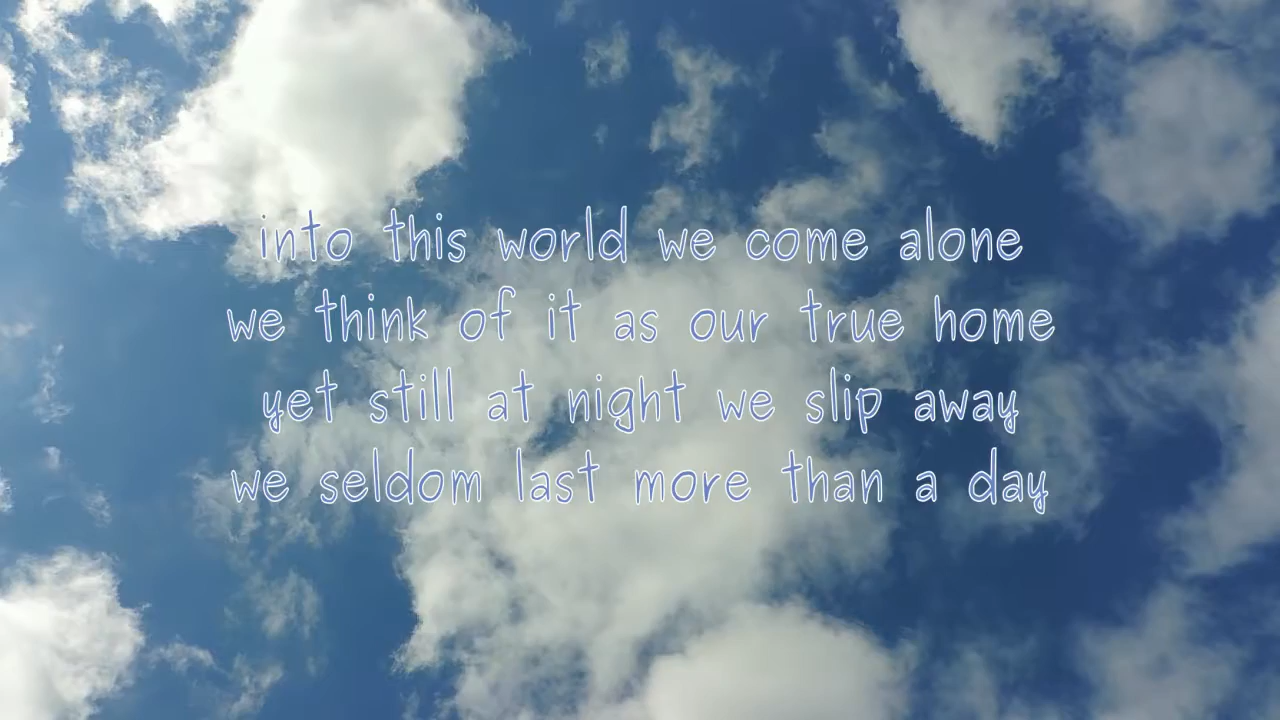 into this world we come alone
we think of it as our true home
yet still at night we slip away
we seldom last more than a day